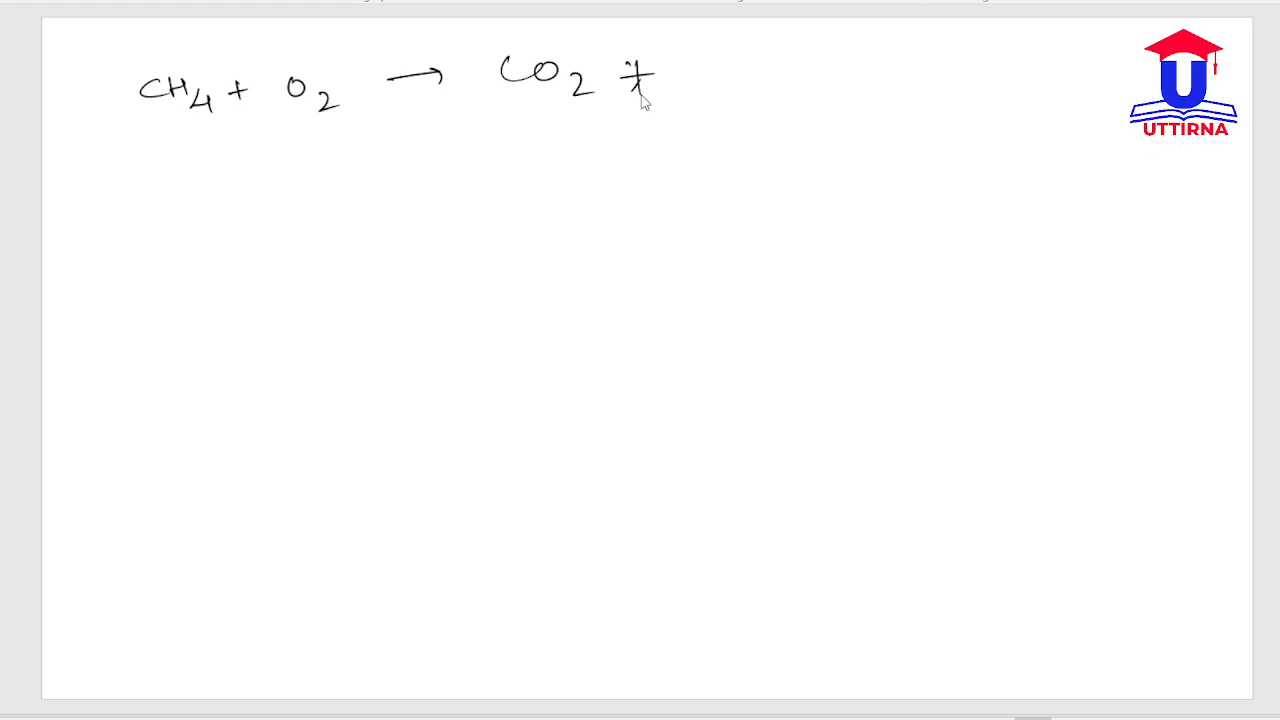 CH4 + O2 → CO2 +
U
UTTIRNA